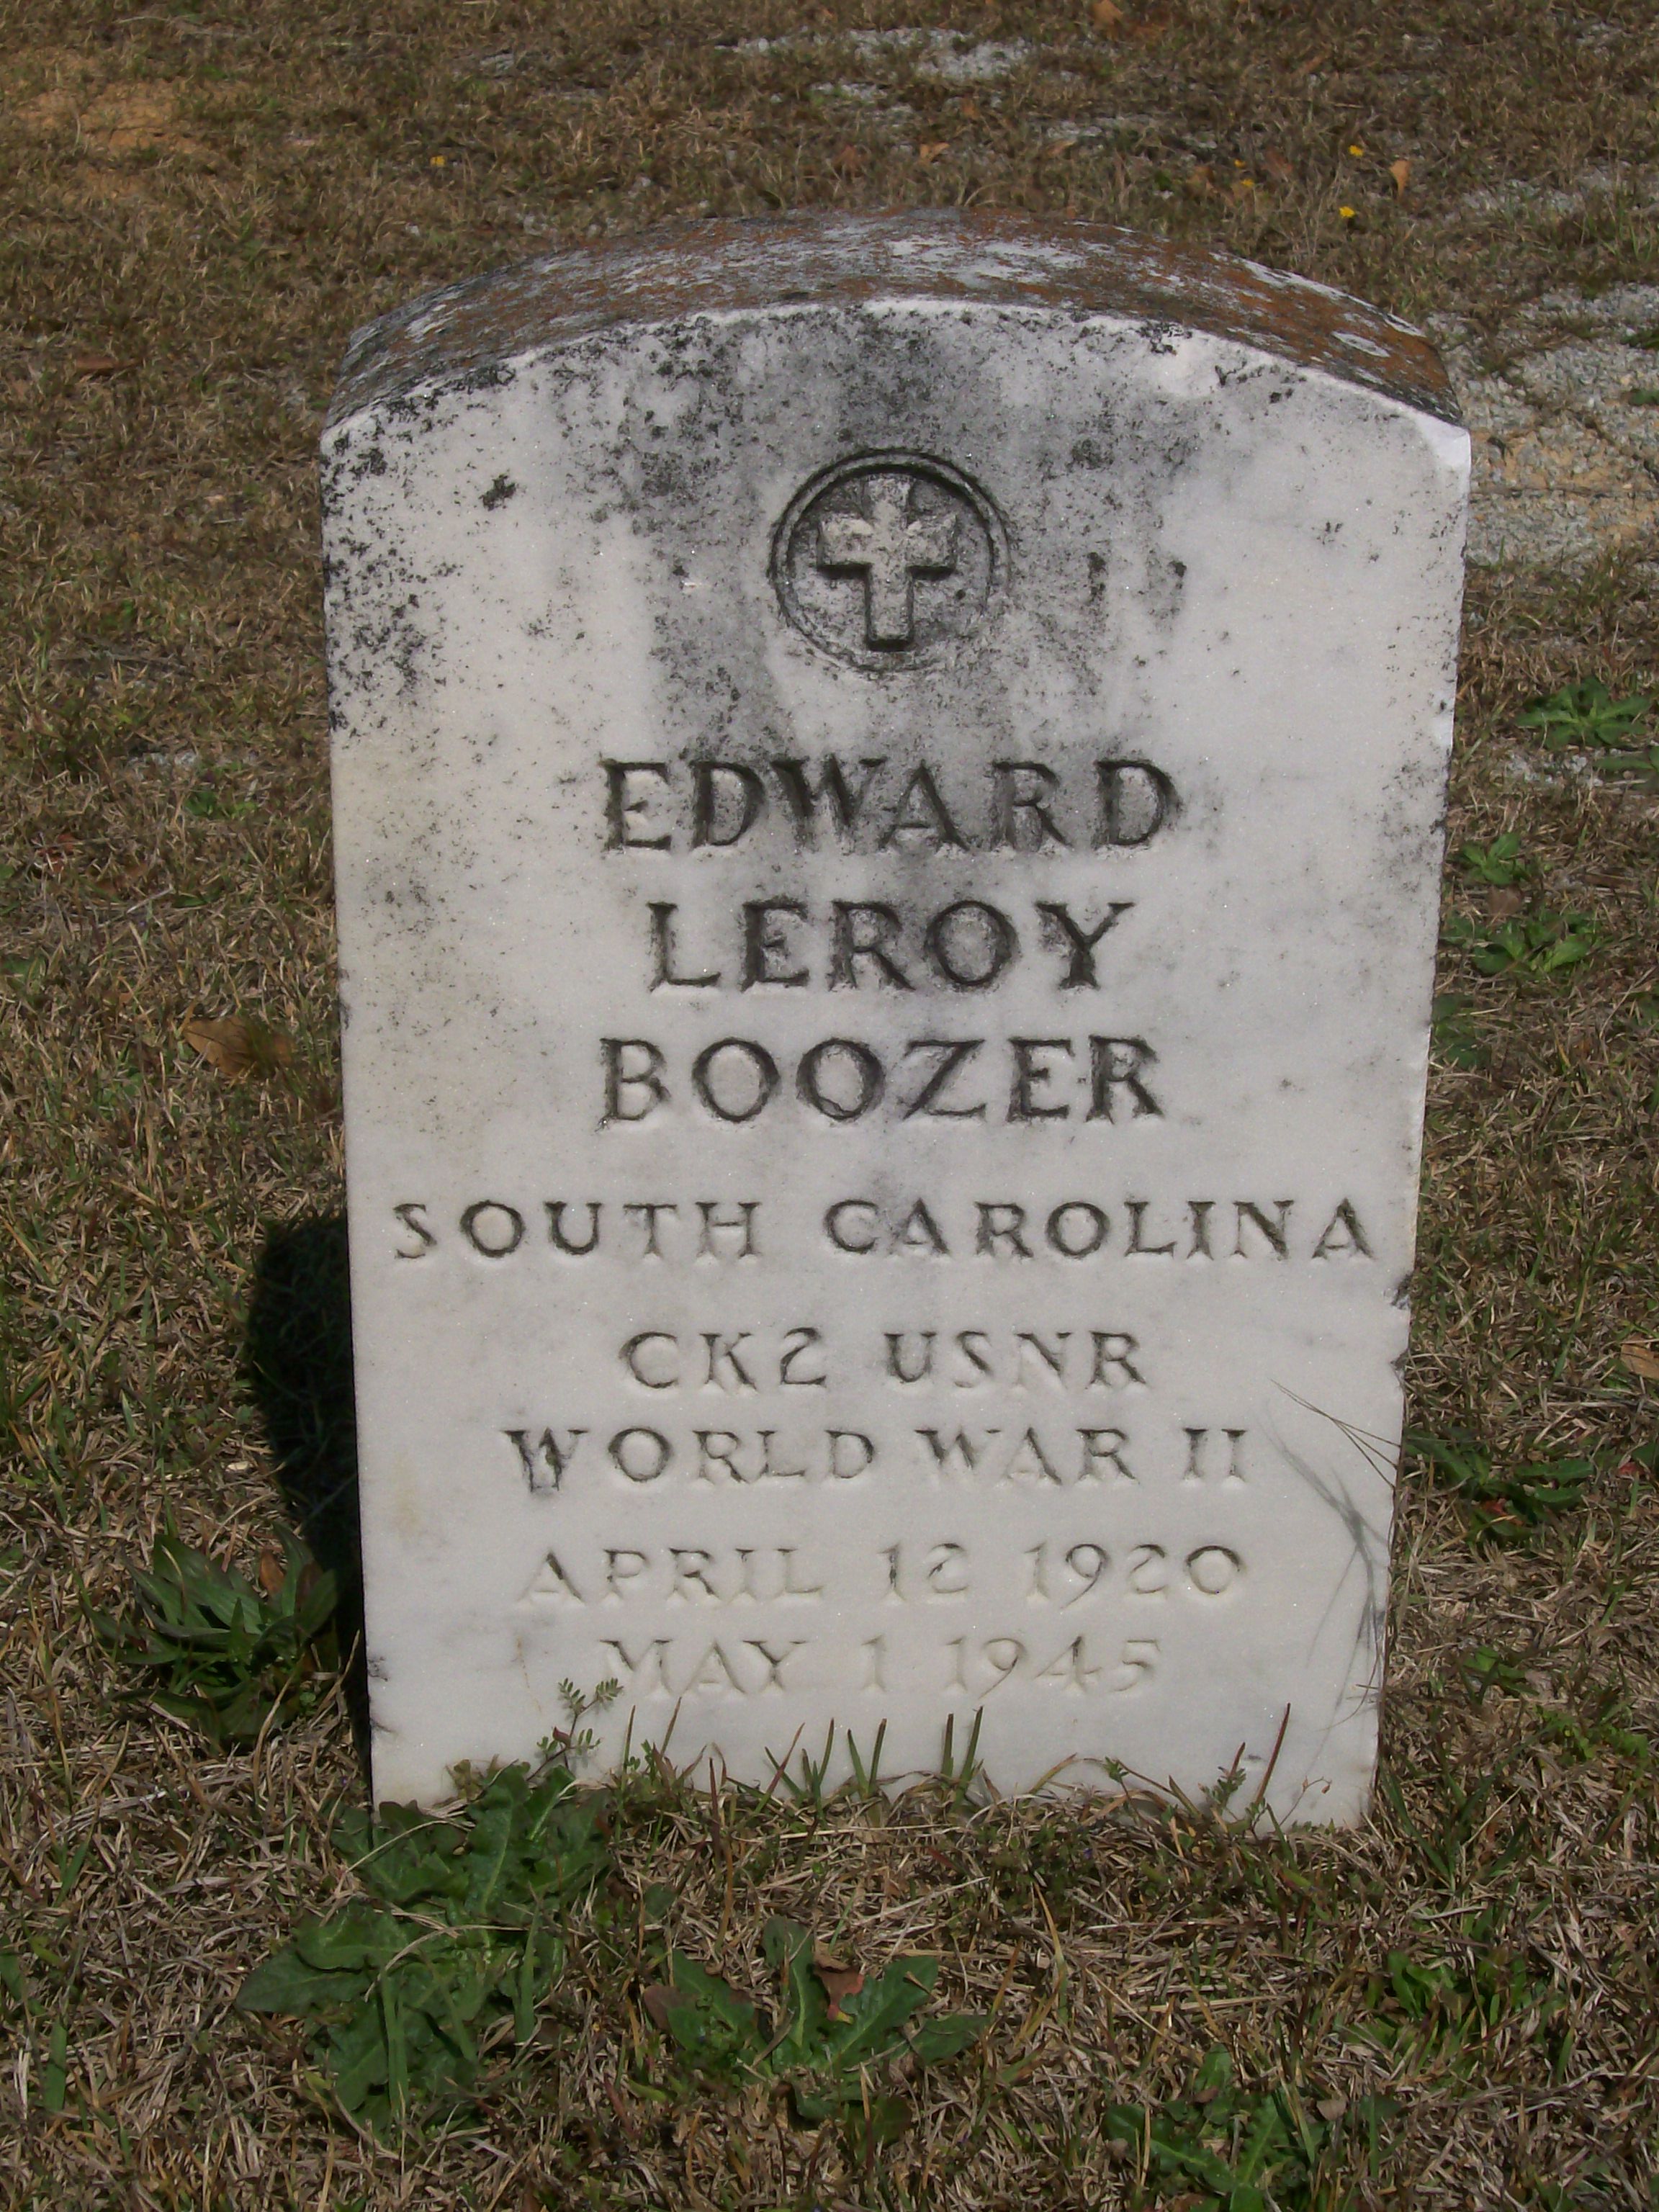 EDWARD
LEROY
BOOZER
SOUTH CAROLINA
CK2 USNR
WORLD WAR II
APRIL 12 1920
MAY 1 1945